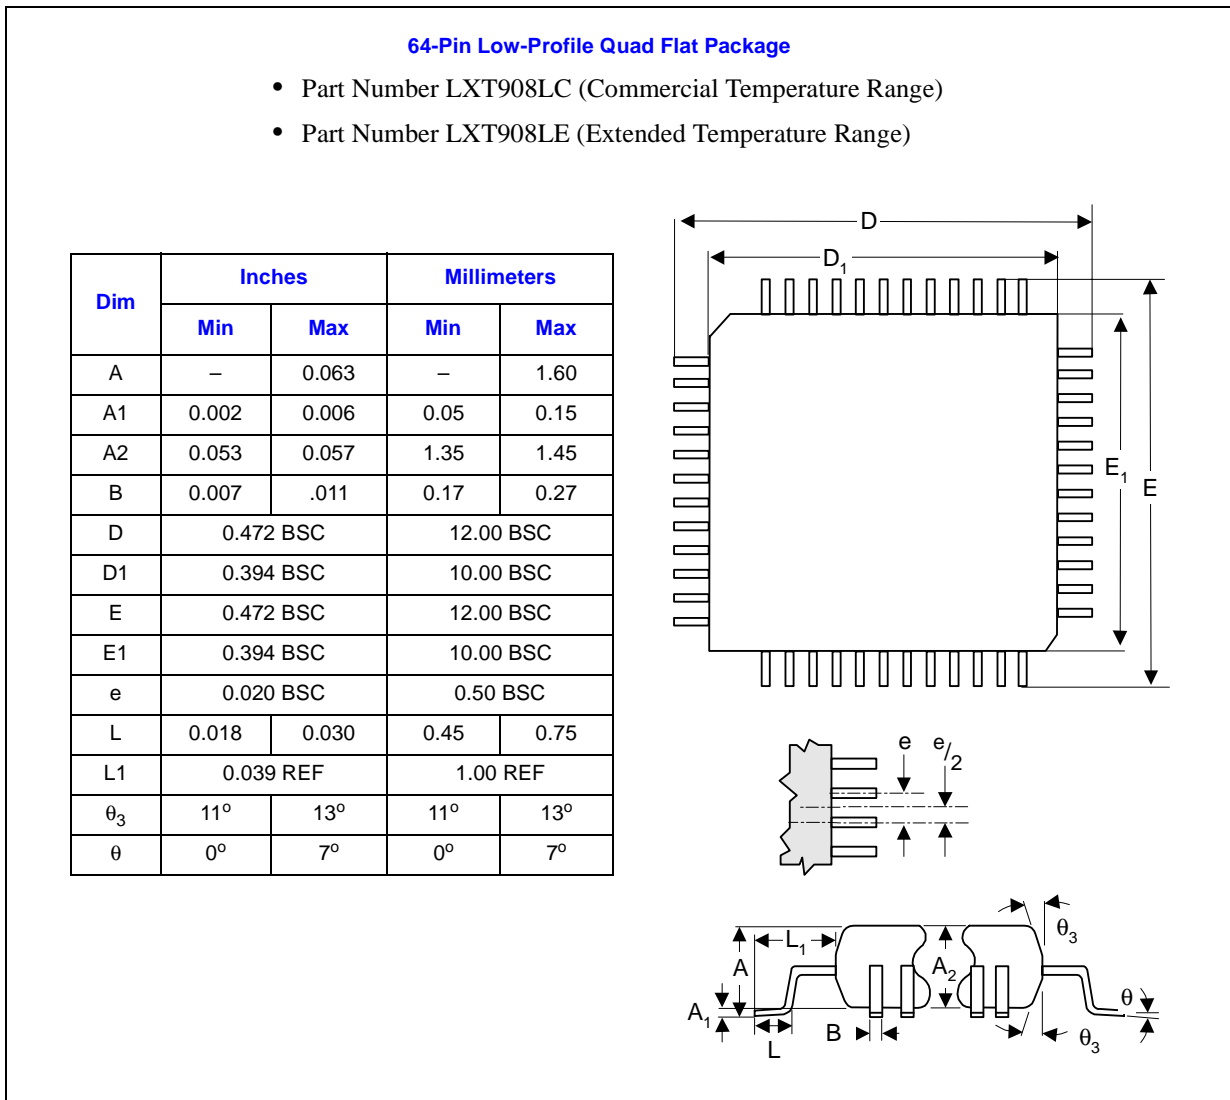 64-Pin Low-Profile Quad Flat Package
• Part Number LXT908LC (Commercial Temperature Range)
• Part Number LXT908LE (Extended Temperature Range)
Dim Inches Millimeters
Min Max Min Max
A – 0.063 – 1.60
A1 0.002 0.006 0.05 0.15
A2 0.053 0.057 1.35 1.45
B 0.007 .011 0.17 0.27
D 0.472 BSC 12.00 BSC
D1 0.394 BSC 10.00 BSC
E 0.472 BSC 12.00 BSC
E1 0.394 BSC 10.00 BSC
e 0.020 BSC 0.50 BSC
L 0.018 0.030 0.45 0.75
L1 0.039 REF 1.00 REF
θ3 11° 13° 11° 13°
θ 0° 7° 0° 7°
D
D1
E1
E
e
e/2
L1
A
A2
θ3
A1
L
B
θ
θ3